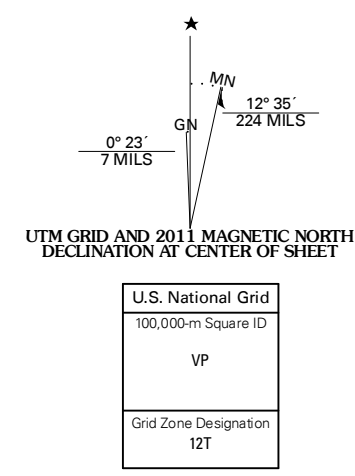 ★
MN
12° 35´
224 MILS
GN
0° 23´
7 MILS
UTM GRID AND 2011 MAGNETIC NORTH
DECLINATION AT CENTER OF SHEET
U.S. National Grid
100,000-m Square ID
VP
Grid Zone Designation
12T